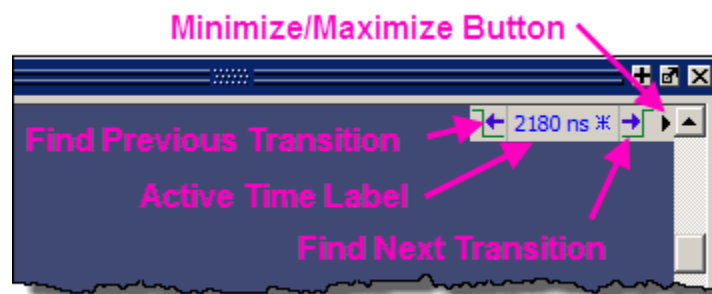 Minimize/Maximize Button
Find Previous Transition
2180 ns
Active Time Label
Find Next Transition